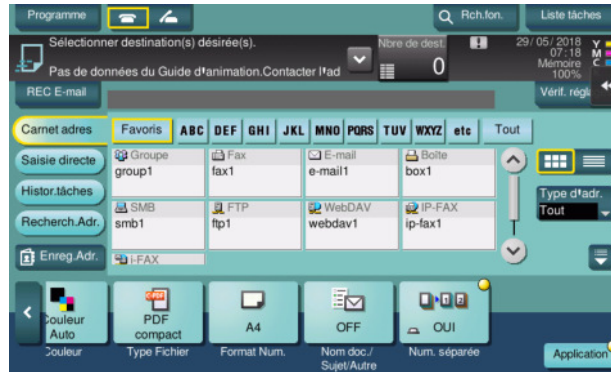 Programme
Rch.fon.
Liste tâches
Sélectionner destination(s) désirée(s).
Nbre de dest.
29/05/2018
07:18
Mémoire
100%
Y
M
C
Pas de données du Guide d'animation.Contacter l'ad
0
REC E-mail
Vérif. régl
Carnet adres
Favoris ABC DEF GHI JKL MNO PQRS TUV WXYZ etc Tout
Saisie directe
Groupe Fax E-mail Boîte
group1 fax1 e-mail1 box1
Histor.tâches
Type d'adr.
Tout
SMB FTP WebDAV IP-FAX
smb1 ftp1 webdav1 ip-fax1
Recherch.Adr.
Enreg.Adr.
i-FAX
Couleur
Auto
Couleur
PDF
compact
Type Fichier
A4
Format Num.
OFF
Nom doc./
Sujet/Autre
OUI
Num. séparée
Application